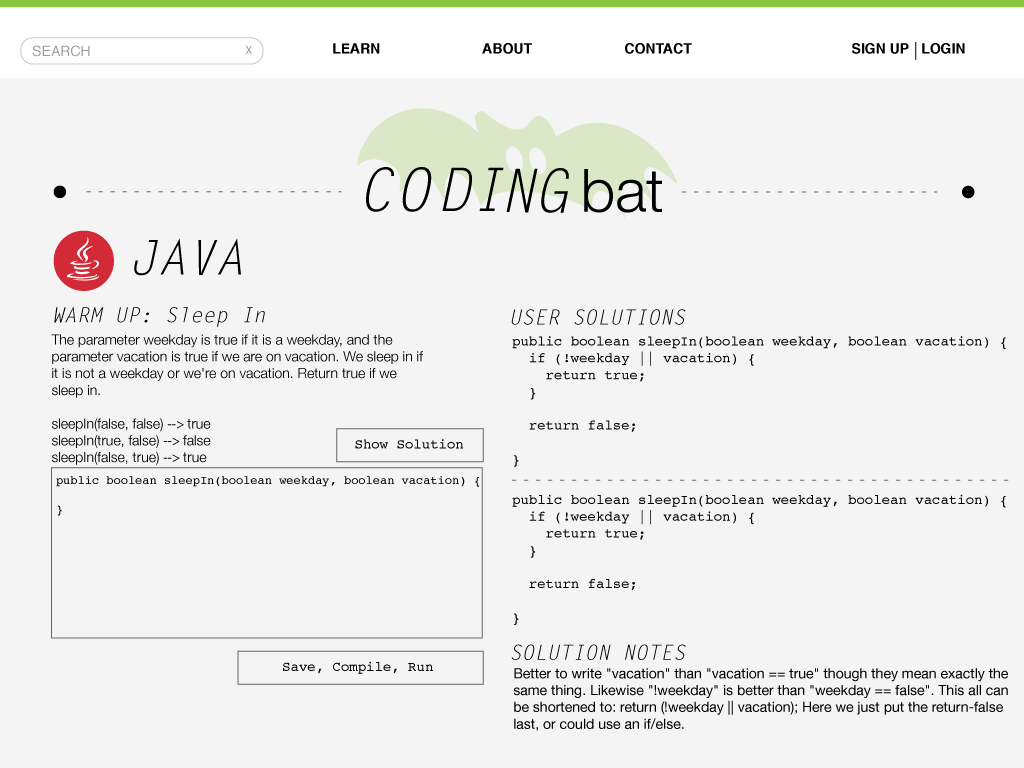 SEARCH X
LEARN
ABOUT
CONTACT
SIGN UP | LOGIN
CODING bat
JAVA
WARM UP: Sleep In
The parameter weekday is true if it is a weekday, and the
parameter vacation is true if we are on vacation. We sleep in if
it is not a weekday or we're on vacation. Return true if we
sleep in.
sleepIn(false, false) --> true
sleepIn(true, false) --> false
sleepIn(false, true) --> true
Show Solution
public boolean sleepIn(boolean weekday, boolean vacation) {
}
Save, Compile, Run
USER SOLUTIONS
public boolean sleepIn(boolean weekday, boolean vacation) {
if (!weekday || vacation) {
return true;
}
return false;
}
public boolean sleepIn(boolean weekday, boolean vacation) {
if (!weekday || vacation) {
return true;
}
return false;
}
SOLUTION NOTES
Better to write "vacation" than "vacation == true" though they mean exactly the
same thing. Likewise "!weekday" is better than "weekday == false". This all can
be shortened to: return (!weekday || vacation); Here we just put the return-false
last, or could use an if/else.